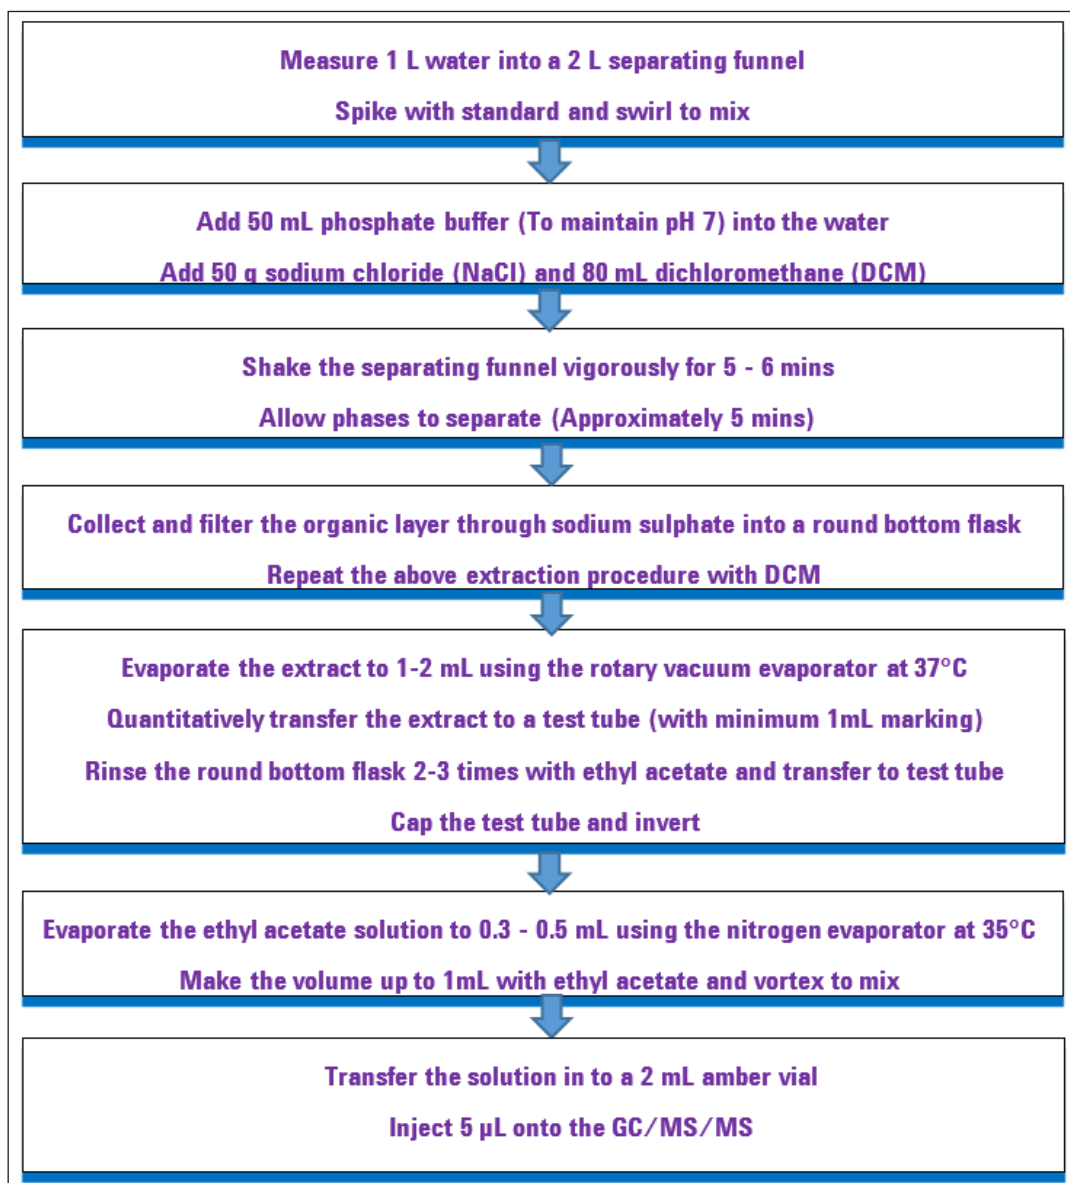 Measure 1 L water into a 2 L separating funnel
Spike with standard and swirl to mix
Add 50 mL phosphate buffer (To maintain pH 7) into the water
Add 50 g sodium chloride (NaCl) and 80 mL dichloromethane (DCM)
Shake the separating funnel vigorously for 5 - 6 mins
Allow phases to separate (Approximately 5 mins)
Collect and filter the organic layer through sodium sulphate into a round bottom flask
Repeat the above extraction procedure with DCM
Evaporate the extract to 1-2 mL using the rotary vacuum evaporator at 37°C
Quantitatively transfer the extract to a test tube (with minimum 1mL marking)
Rinse the round bottom flask 2-3 times with ethyl acetate and transfer to test tube
Cap the test tube and invert
Evaporate the ethyl acetate solution to 0.3 - 0.5 mL using the nitrogen evaporator at 35°C
Make the volume up to 1mL with ethyl acetate and vortex to mix
Transfer the solution in to a 2 mL amber vial
Inject 5 µL onto the GC/MS/MS